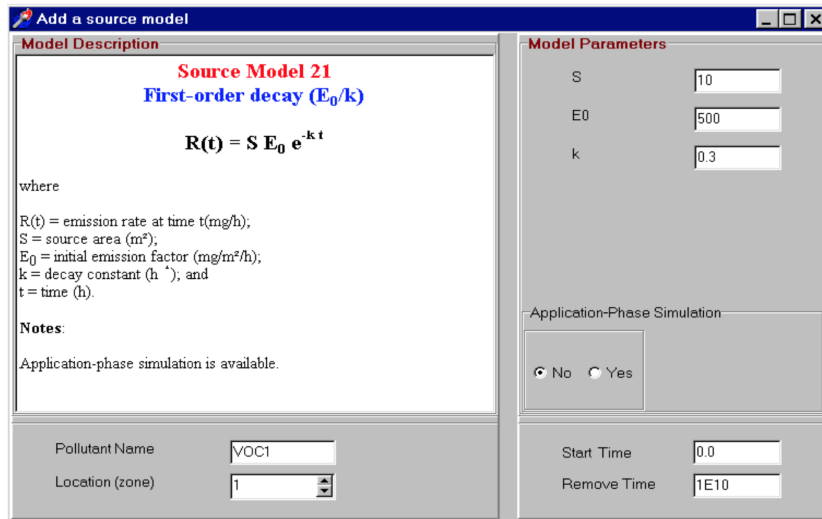 Add a source model
Model Description
Source Model 21
First-order decay (E₀/k)
R(t) = S E₀ e⁻ᵏ ᵗ
where
R(t) = emission rate at time t(mg/h);
S = source area (m²);
E₀ = initial emission factor (mg/m²/h);
k = decay constant (h ); and
t = time (h).
Notes:
Application-phase simulation is available.
Pollutant Name VOC1
Location (zone) 1
Model Parameters
S 10
E0 500
k 0.3
Application-Phase Simulation
No Yes
Start Time 0.0
Remove Time 1E10